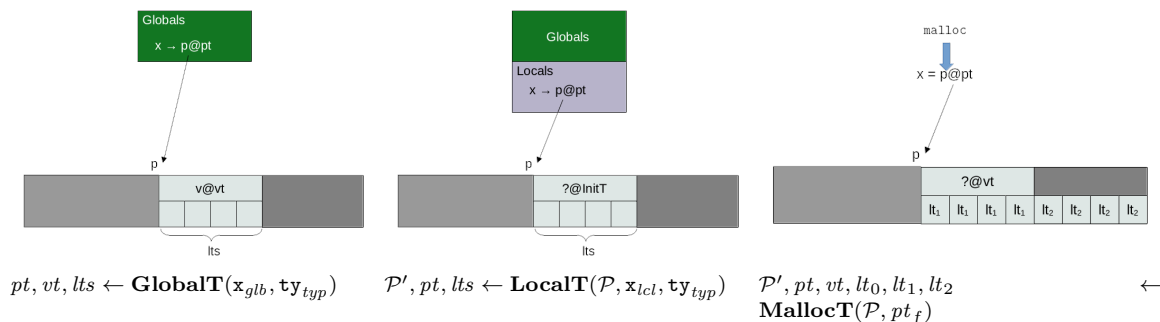 Globals
x → p@pt
p
v@vt
lts
pt, vt, lts ← GlobalT(x_glb, ty_typ)
Globals
Locals
x → p@pt
p
?@InitT
lts
𝒫′, pt, lts ← LocalT(𝒫, x_lcl, ty_typ)
malloc
x = p@pt
p
?@vt
lt₁ lt₁ lt₁ lt₁ lt₂ lt₂ lt₂ lt₂
𝒫′, pt, vt, lt₀, lt₁, lt₂ ←
MallocT(𝒫, pt_f)